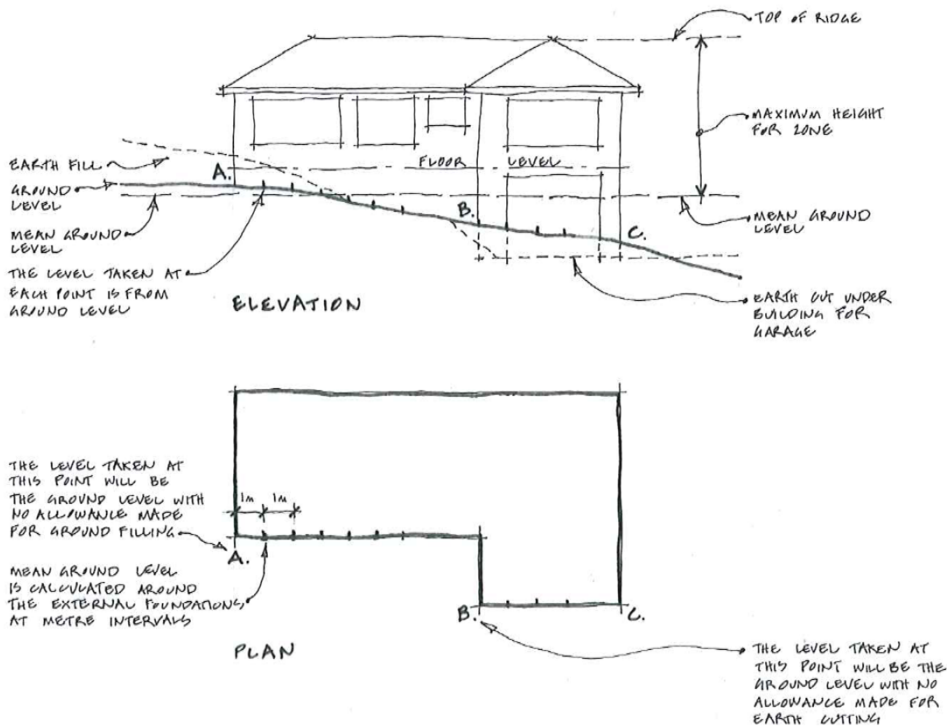 TOP OF RIDGE
MAXIMUM HEIGHT
FOR ZONE
EARTH FILL
A.
FLOOR LEVEL
GROUND
LEVEL
B.
MEAN GROUND
LEVEL
C.
MEAN GROUND
LEVEL
THE LEVEL TAKEN AT
EACH POINT IS FROM
GROUND LEVEL
ELEVATION
EARTH CUT UNDER
BUILDING FOR
GARAGE
THE LEVEL TAKEN AT
THIS POINT WILL BE
THE GROUND LEVEL WITH
NO ALLOWANCE MADE
FOR GROUND FILLING
1M 1M
A.
MEAN GROUND LEVEL
IS CALCULATED AROUND
THE EXTERNAL FOUNDATIONS
AT METRE INTERVALS
B.
C.
PLAN
THE LEVEL TAKEN AT
THIS POINT WILL BE THE
GROUND LEVEL WITH NO
ALLOWANCE MADE FOR
EARTH CUTTING